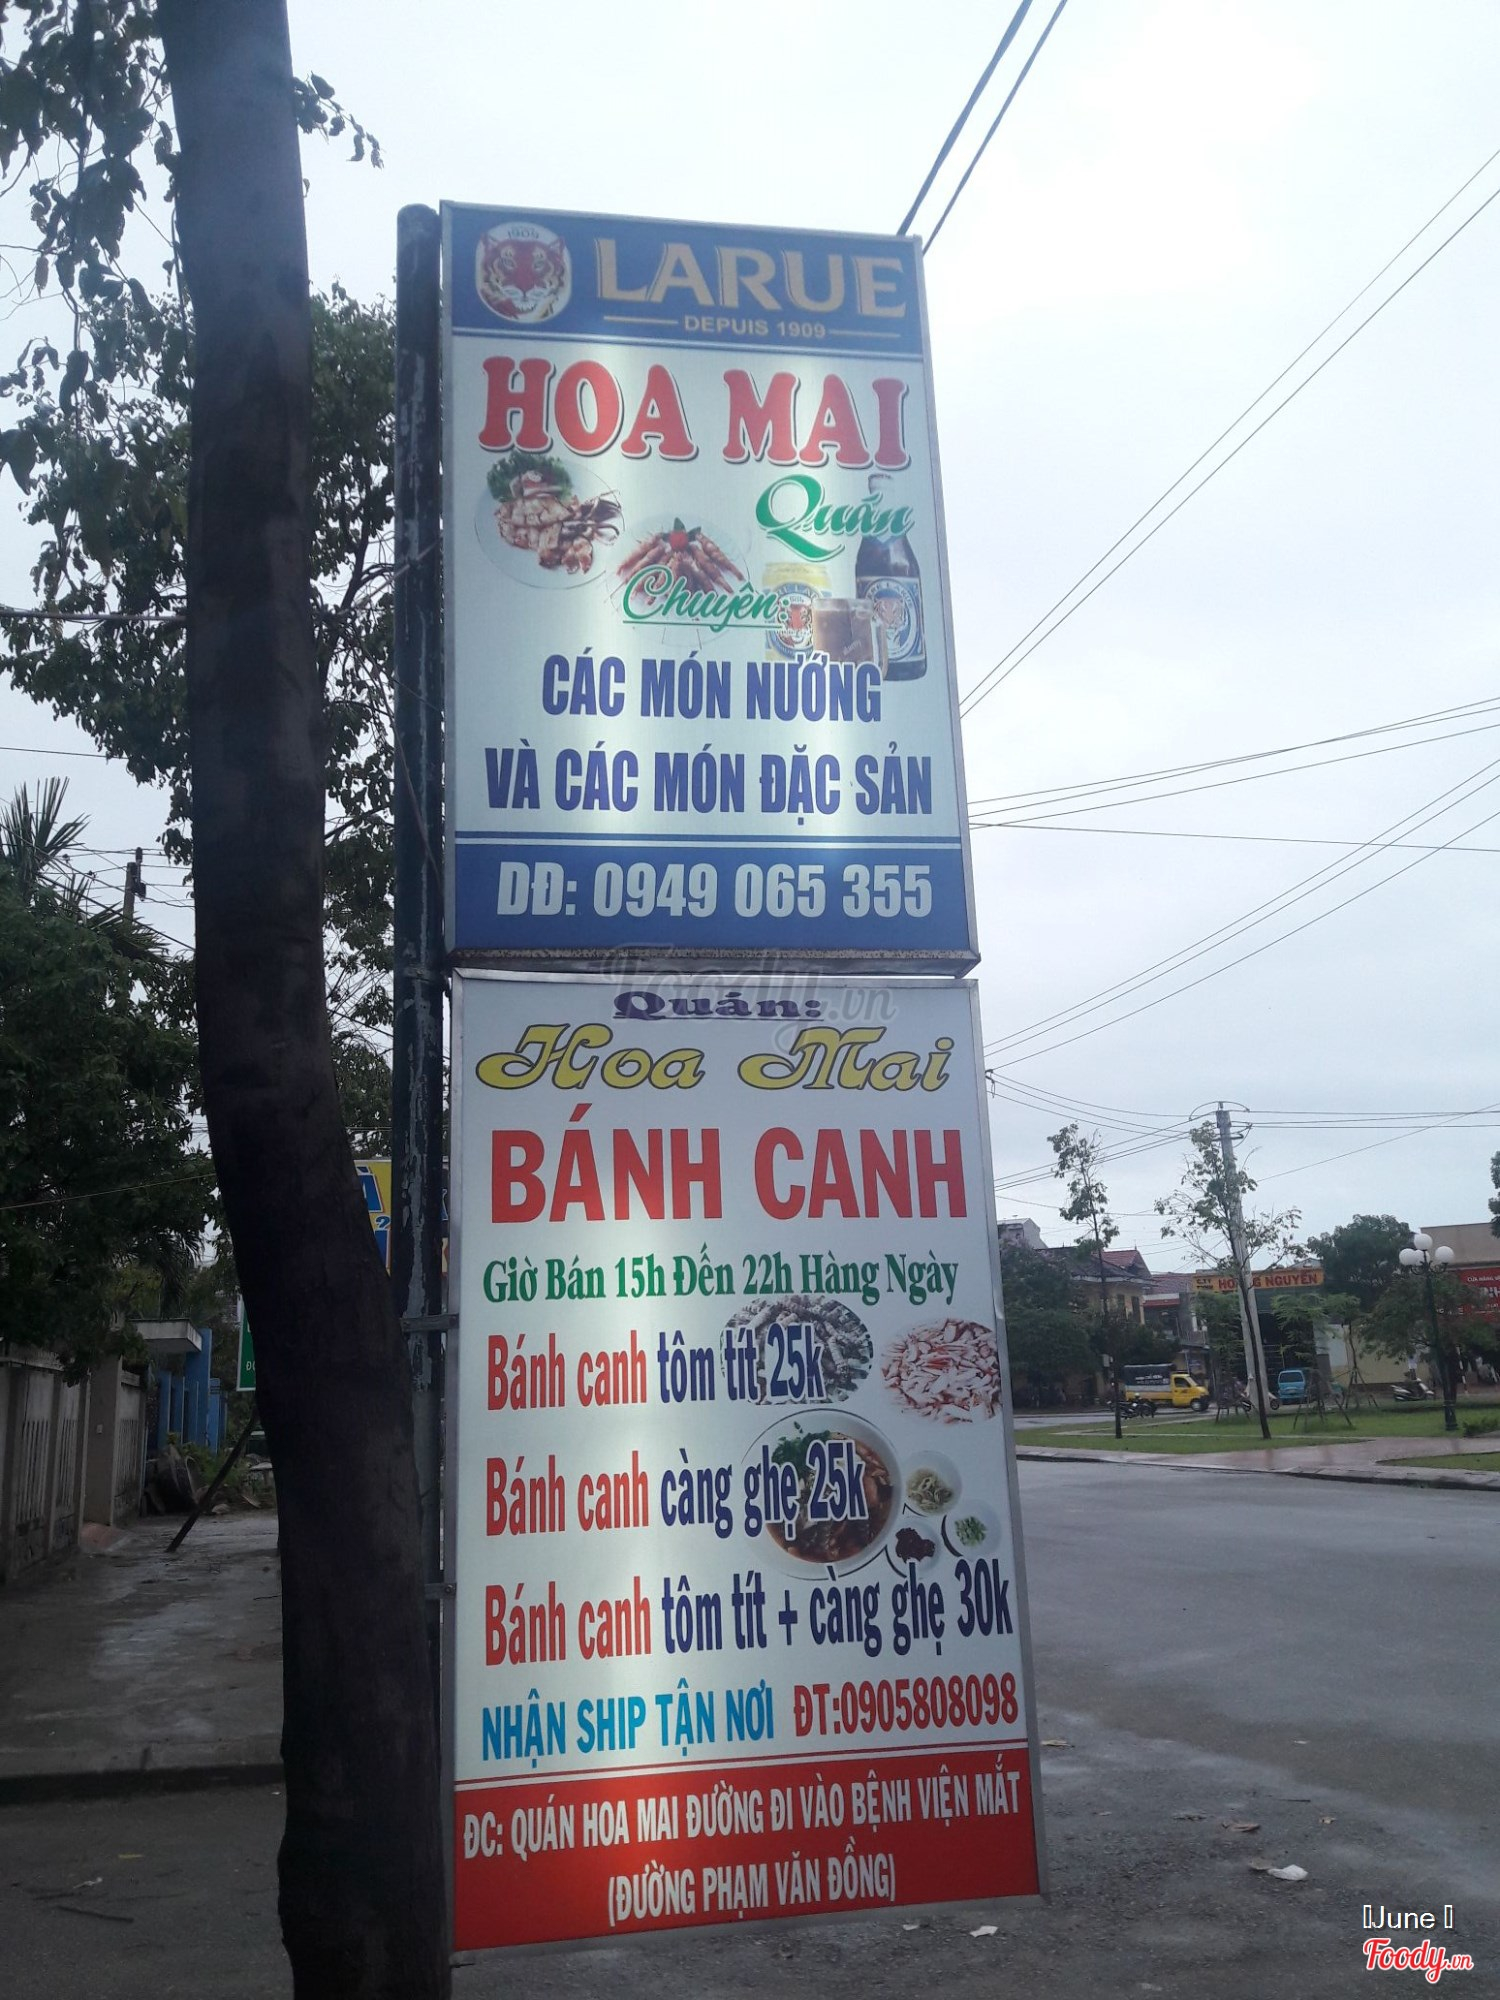 1909
LARUE
DEPUIS 1909
HOA MAI
Quán
Chuyên:
CÁC MÓN NƯỚNG
VÀ CÁC MÓN ĐẶC SẢN
DĐ: 0949 065 355
Foody.vn
Quán:
Hoa Mai
BÁNH CANH
Giờ Bán 15h Đến 22h Hàng Ngày
Bánh canh tôm tít 25k
Bánh canh càng ghẹ 25k
Bánh canh tôm tít + càng ghẹ 30k
NHẬN SHIP TẬN NƠI ĐT:0905808098
ĐC: QUÁN HOA MAI ĐƯỜNG ĐI VÀO BỆNH VIỆN MẮT
(ĐƯỜNG PHẠM VĂN ĐỒNG)
NGUYÊN
June
Foody.vn